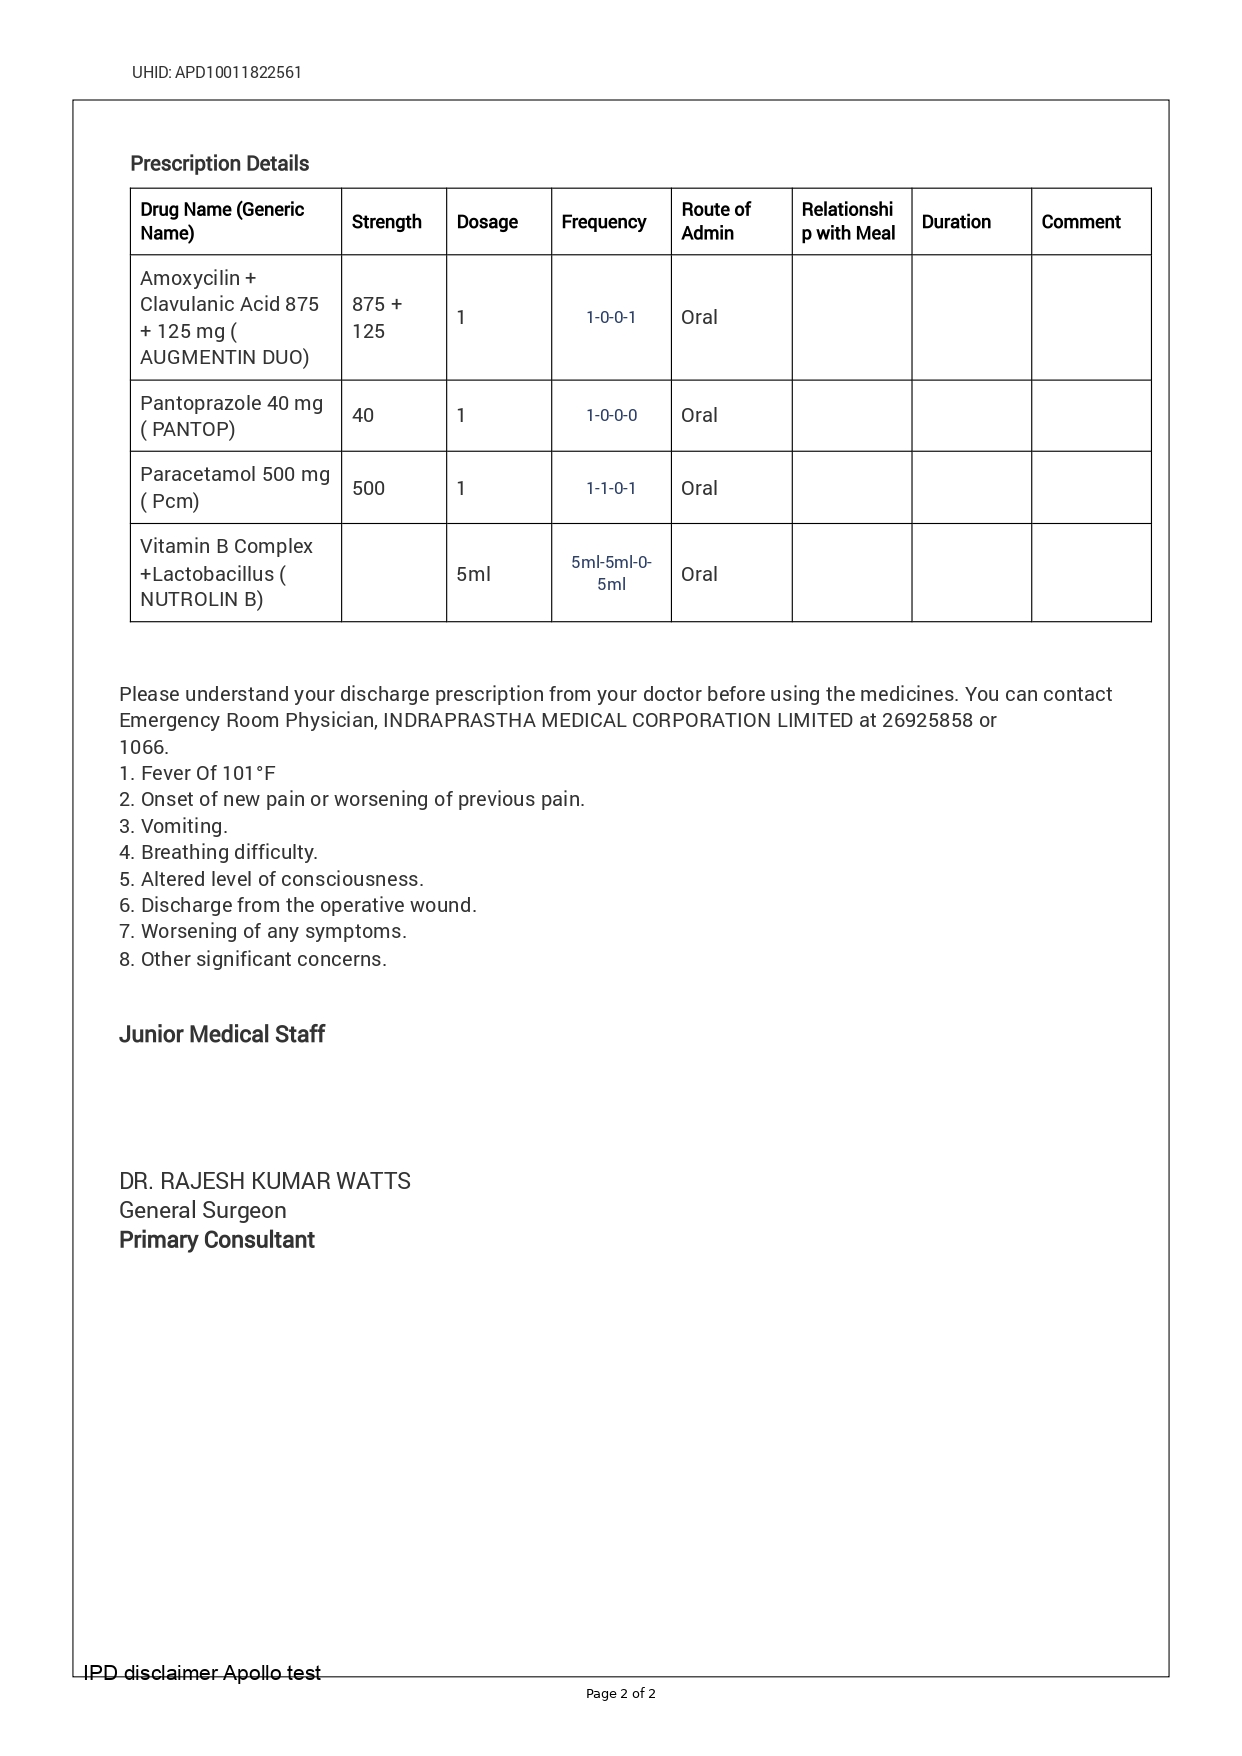 UHID: APD10011822561
Prescription Details
Drug Name (Generic Name) Strength Dosage Frequency Route of Admin Relationshi p with Meal Duration Comment
Amoxycilin + Clavulanic Acid 875 + 125 mg ( AUGMENTIN DUO) 875 + 125 1 1-0-0-1 Oral
Pantoprazole 40 mg ( PANTOP) 40 1 1-0-0-0 Oral
Paracetamol 500 mg ( Pcm) 500 1 1-1-0-1 Oral
Vitamin B Complex +Lactobacillus ( NUTROLIN B) 5ml 5ml-5ml-0-5ml Oral
Please understand your discharge prescription from your doctor before using the medicines. You can contact
Emergency Room Physician, INDRAPRASTHA MEDICAL CORPORATION LIMITED at 26925858 or
1066.
1. Fever Of 101°F
2. Onset of new pain or worsening of previous pain.
3. Vomiting.
4. Breathing difficulty.
5. Altered level of consciousness.
6. Discharge from the operative wound.
7. Worsening of any symptoms.
8. Other significant concerns.
Junior Medical Staff
DR. RAJESH KUMAR WATTS
General Surgeon
Primary Consultant
IPD disclaimer Apollo test
Page 2 of 2